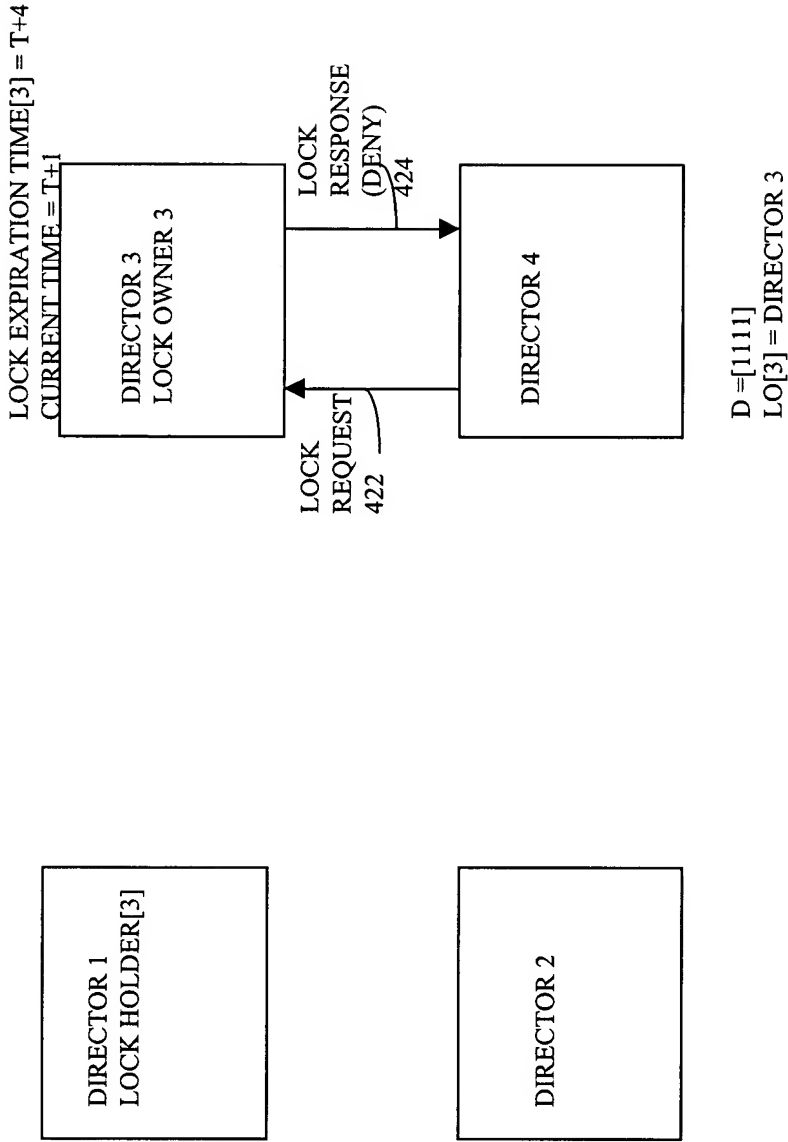 LOCK EXPIRATION TIME[3] = T+4
CURRENT TIME = T+1
DIRECTOR 1
LOCK HOLDER[3]
DIRECTOR 3
LOCK OWNER 3
LOCK
REQUEST
422
LOCK
RESPONSE
(DENY)
424
DIRECTOR 2
DIRECTOR 4
D =[1111]
LO[3] = DIRECTOR 3